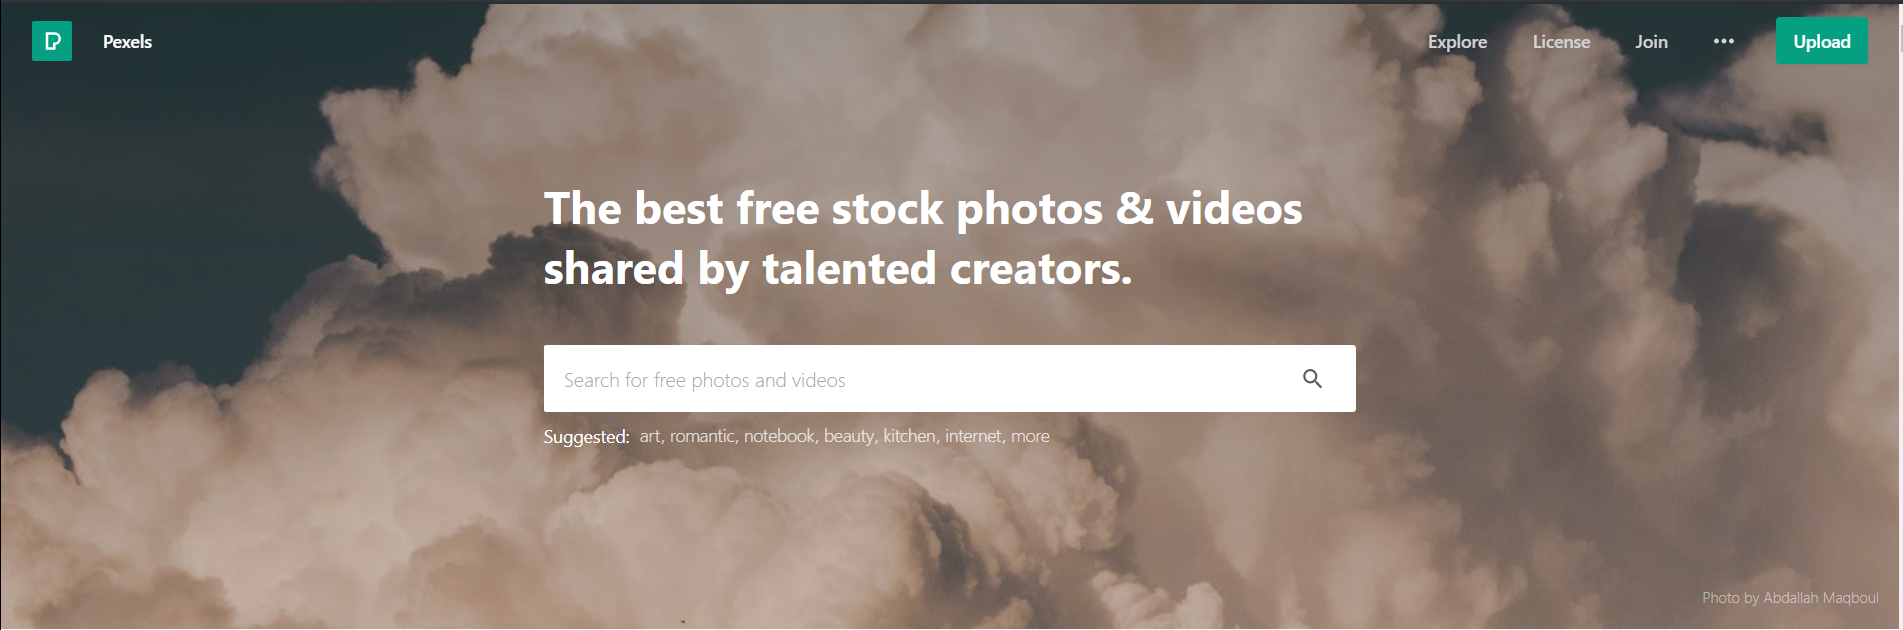 Pexels
Explore License Join ••• Upload
The best free stock photos & videos
shared by talented creators.
Search for free photos and videos
Suggested: art, romantic, notebook, beauty, kitchen, internet, more
Photo by Abdallah Maqboul